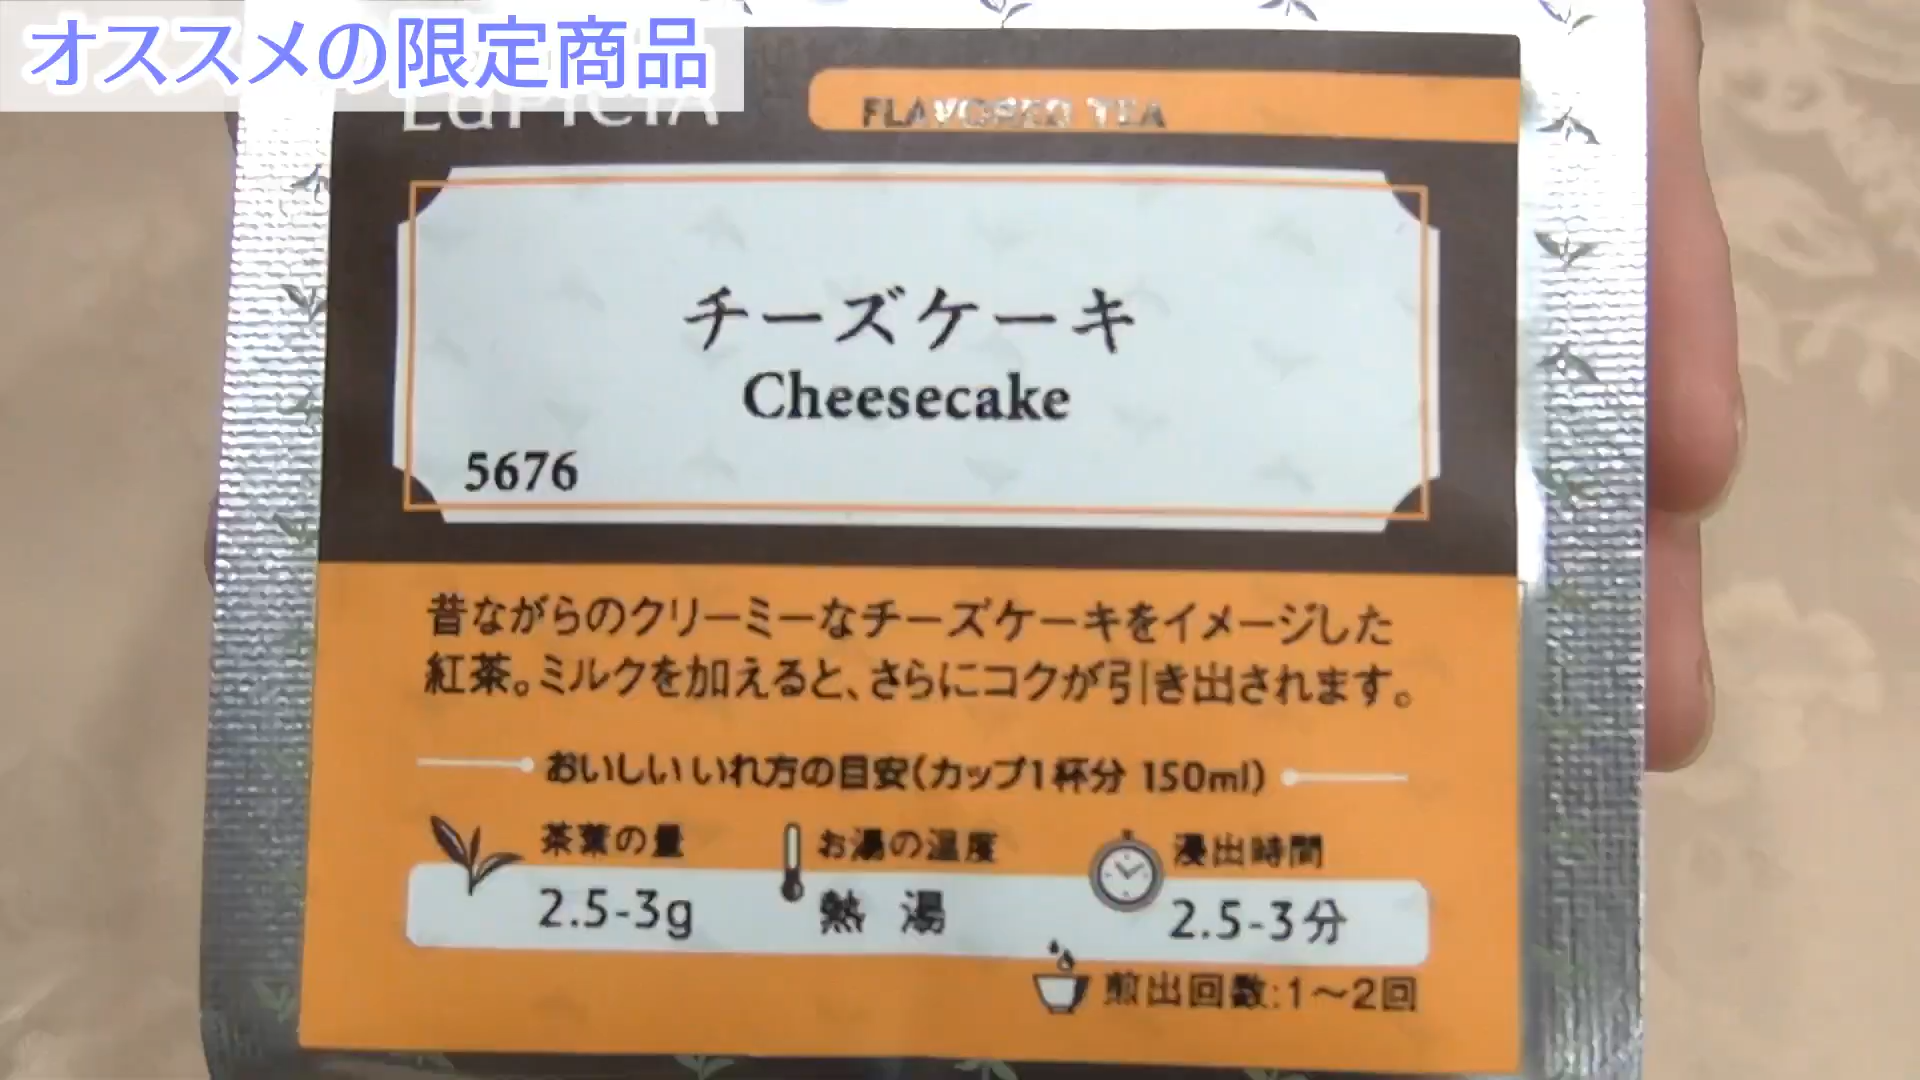 オススメの限定商品
LUPICIA
FLAVORED TEA
チーズケーキ
Cheesecake
5676
昔ながらのクリーミーなチーズケーキをイメージした
紅茶。ミルクを加えると、さらにコクが引き出されます。
おいしいいれ方の目安(カップ1杯分 150ml)
茶葉の量 お湯の温度 浸出時間
2.5-3g 熱 湯 2.5-3分
煎出回数:1〜2回